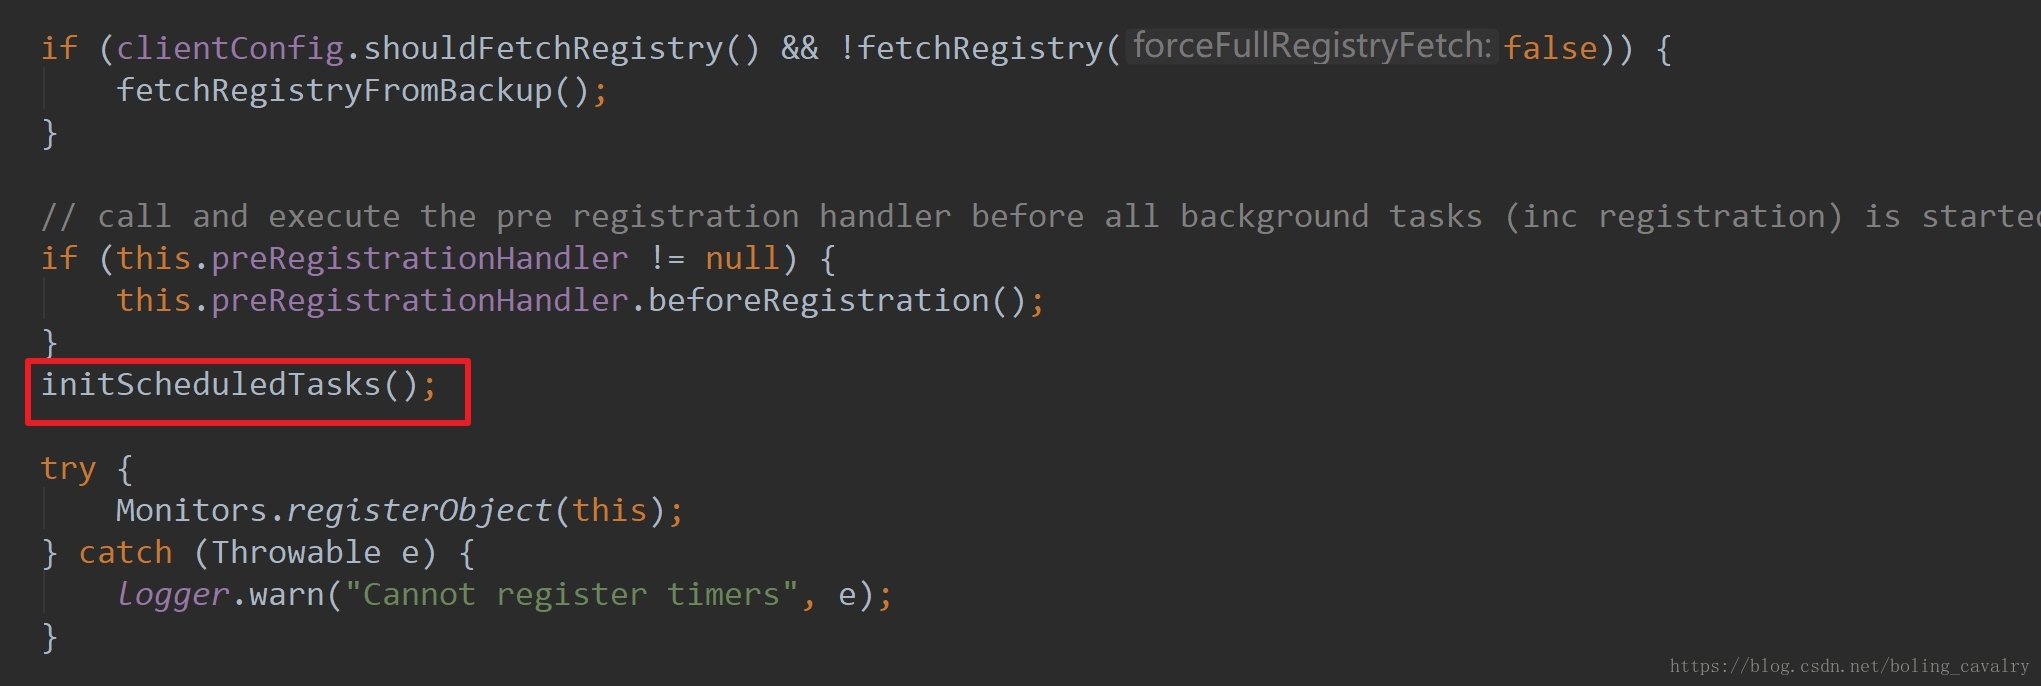 if (clientConfig.shouldFetchRegistry() && !fetchRegistry( forceFullRegistryFetch: false)) {
    fetchRegistryFromBackup();
}
// call and execute the pre registration handler before all background tasks (inc registration) is started
if (this.preRegistrationHandler != null) {
    this.preRegistrationHandler.beforeRegistration();
}
initScheduledTasks();
try {
    Monitors.registerObject(this);
} catch (Throwable e) {
    logger.warn("Cannot register timers", e);
}
https://blog.csdn.net/boling_cavalry